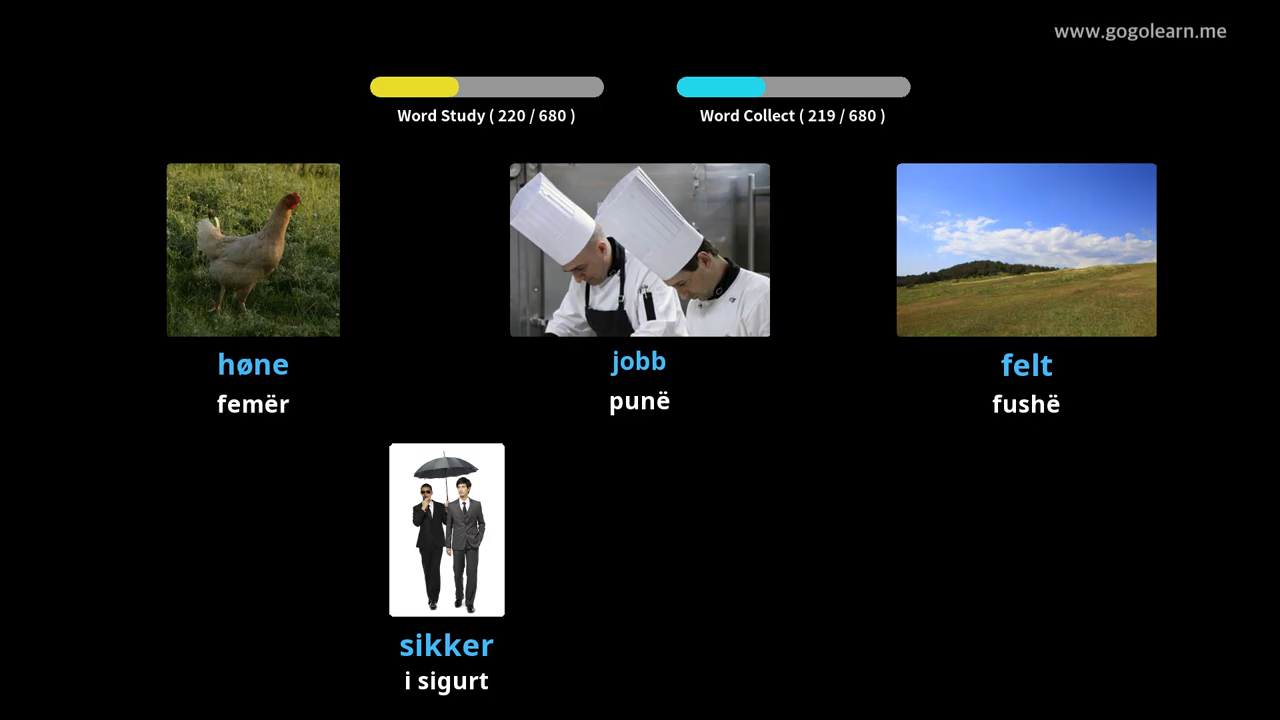 www.gogolearn.me
Word Study ( 220 / 680 )
Word Collect ( 219 / 680 )
høne
femër
jobb
punë
felt
fushë
sikker
i sigurt